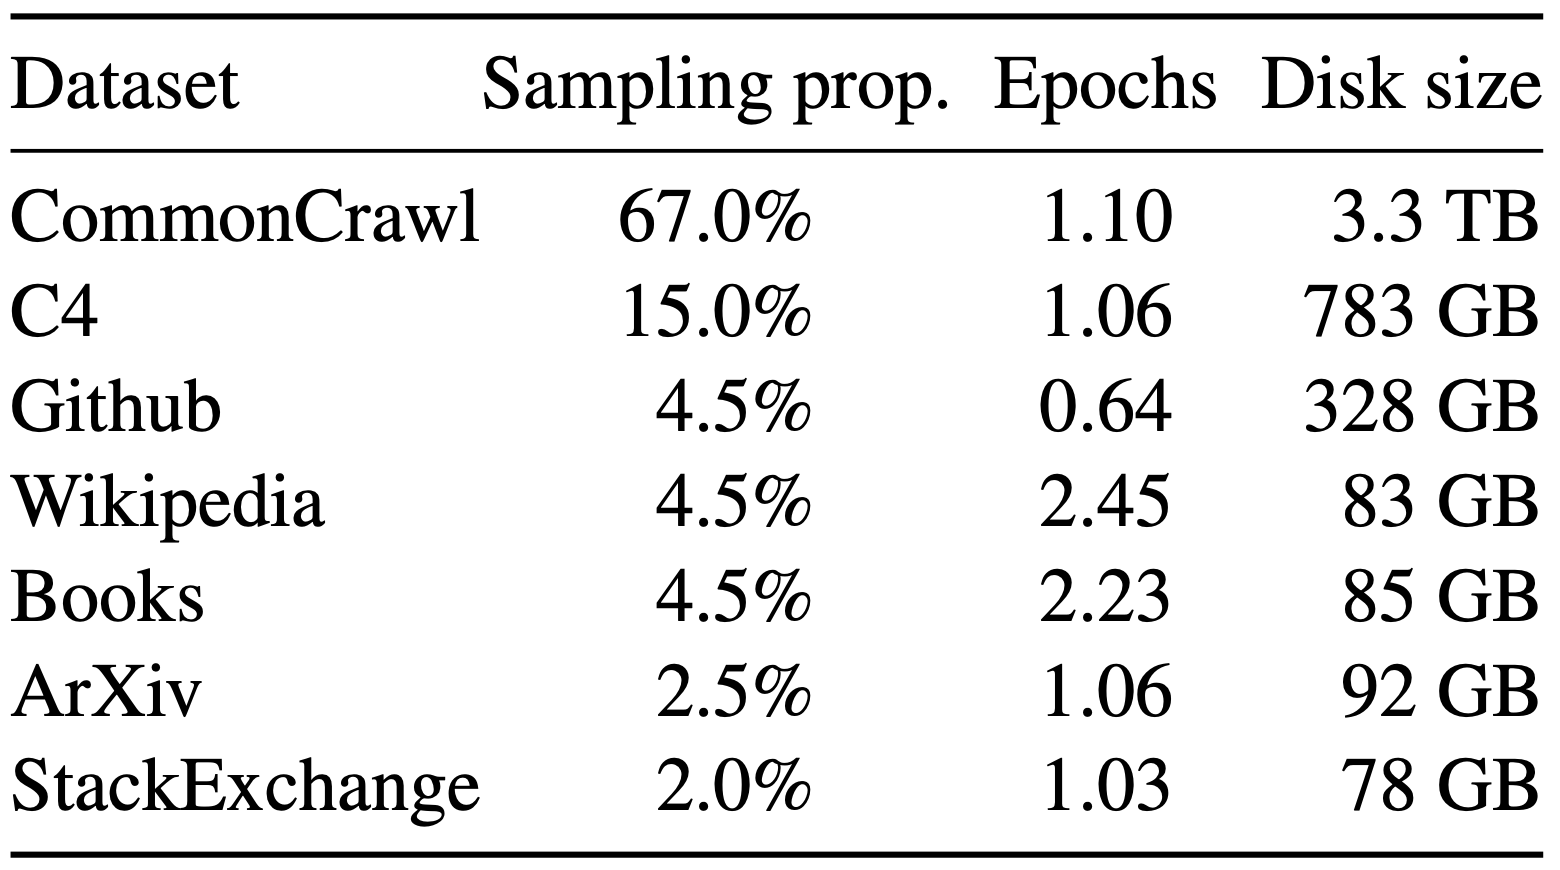 Dataset Sampling prop. Epochs Disk size
CommonCrawl 67.0% 1.10 3.3 TB
C4 15.0% 1.06 783 GB
Github 4.5% 0.64 328 GB
Wikipedia 4.5% 2.45 83 GB
Books 4.5% 2.23 85 GB
ArXiv 2.5% 1.06 92 GB
StackExchange 2.0% 1.03 78 GB